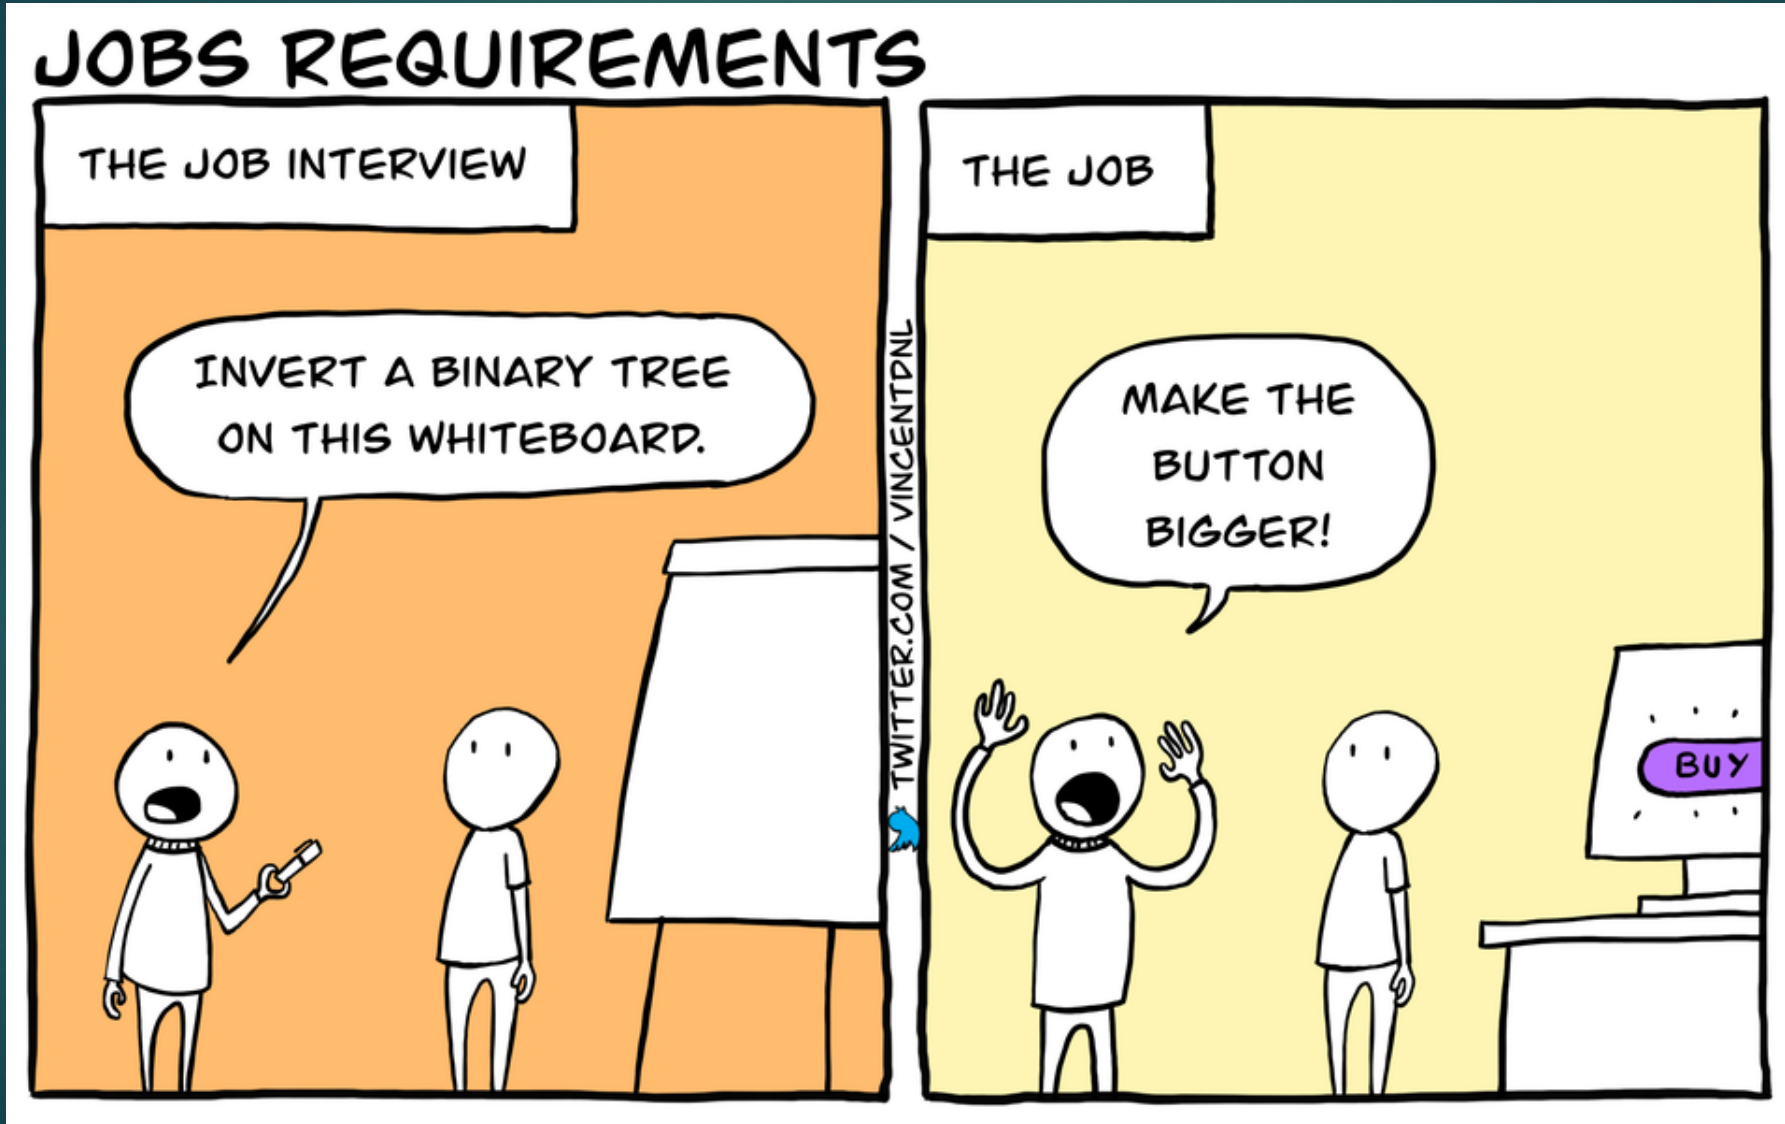 JOBS REQUIREMENTS
THE JOB INTERVIEW
INVERT A BINARY TREE
ON THIS WHITEBOARD.
TWITTER.COM / VINCENTDNL
THE JOB
MAKE THE
BUTTON
BIGGER!
BUY